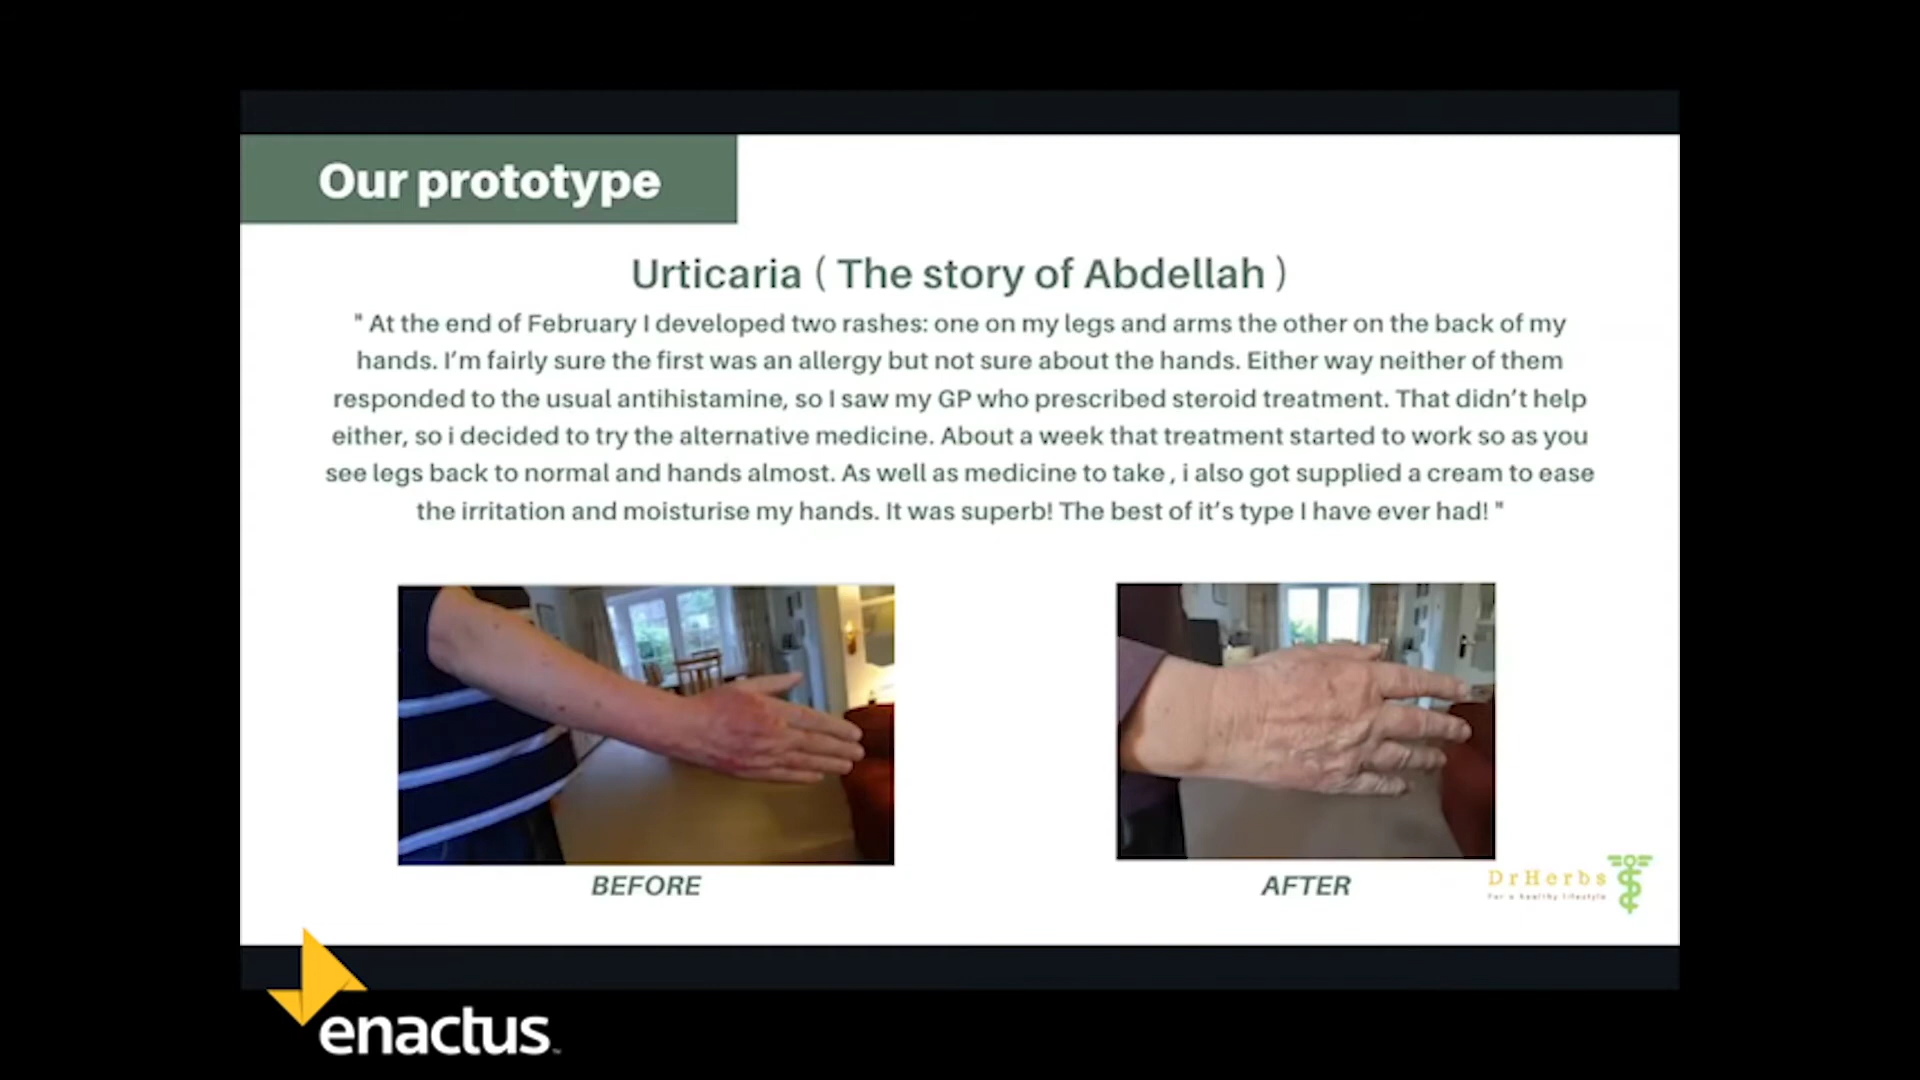 Our prototype
Urticaria ( The story of Abdellah )
" At the end of February I developed two rashes: one on my legs and arms the other on the back of my
hands. I’m fairly sure the first was an allergy but not sure about the hands. Either way neither of them
responded to the usual antihistamine, so I saw my GP who prescribed steroid treatment. That didn’t help
either, so i decided to try the alternative medicine. About a week that treatment started to work so as you
see legs back to normal and hands almost. As well as medicine to take , i also got supplied a cream to ease
the irritation and moisturise my hands. It was superb! The best of it’s type I have ever had! "
BEFORE
AFTER
DrHerbs
For a healthy lifestyle
enactus